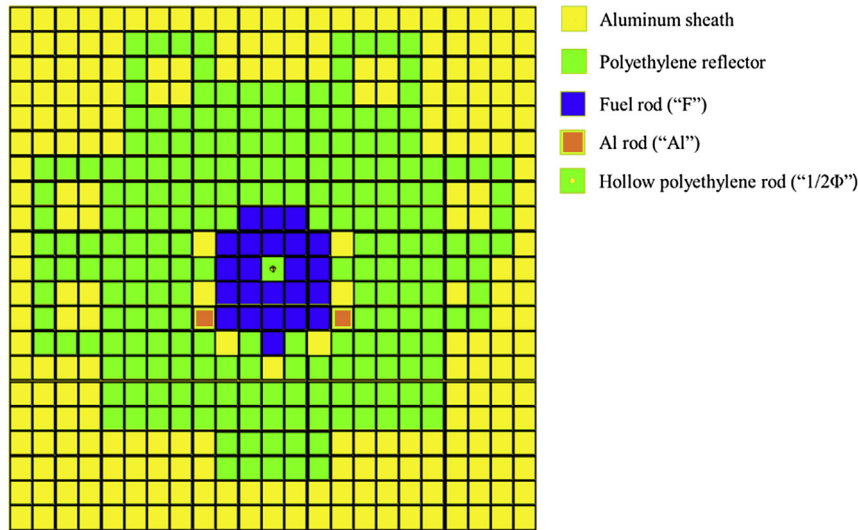 Aluminum sheath
Polyethylene reflector
Fuel rod (“F”)
Al rod (“Al”)
Hollow polyethylene rod (“1/2Φ”)